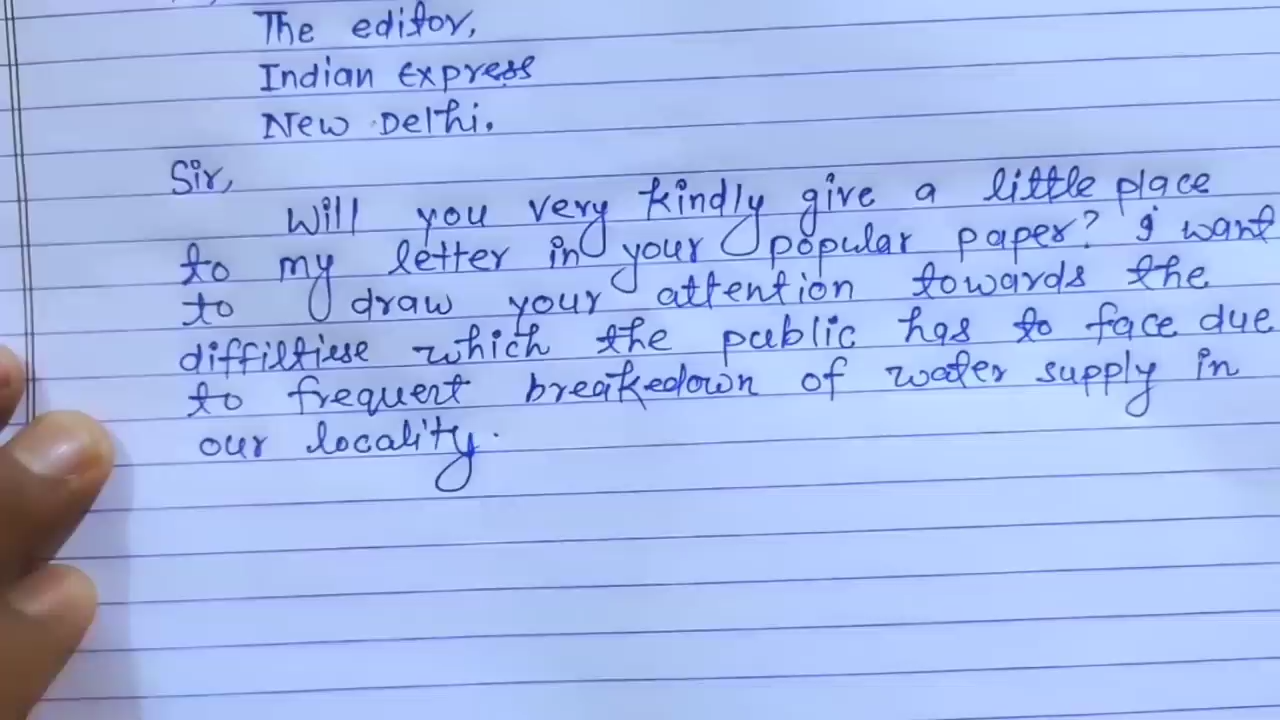 The editor,
Indian Express
New Delhi.
Sir,
Will you very kindly give a little place
to my letter in your popular paper? I want
to draw your attention towards the
diffiltiese which the public has to face due
to frequent breakedown of water supply in
our locality.